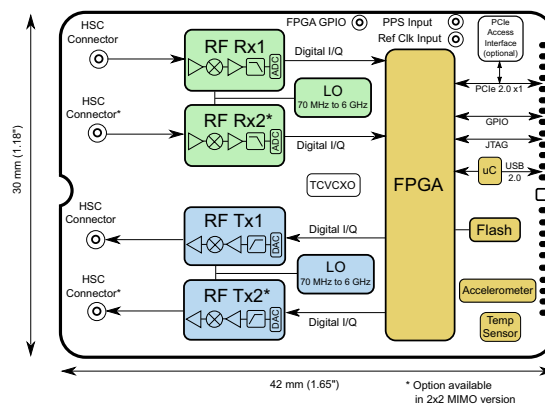 HSC
Connector
FPGA GPIO
PPS Input
Ref Clk Input
PCIe
Access
Interface
(optional)
RF Rx1
ADC
Digital I/Q
PCIe 2.0 x1
LO
70 MHz to 6 GHz
HSC
Connector*
RF Rx2*
ADC
Digital I/Q
GPIO
JTAG
FPGA
uC
USB
2.0
TCVCXO
HSC
Connector
RF Tx1
DAC
Digital I/Q
Flash
LO
70 MHz to 6 GHz
HSC
Connector*
RF Tx2*
DAC
Digital I/Q
Accelerometer
Temp
Sensor
30 mm (1.18")
42 mm (1.65")
* Option available
in 2x2 MIMO version